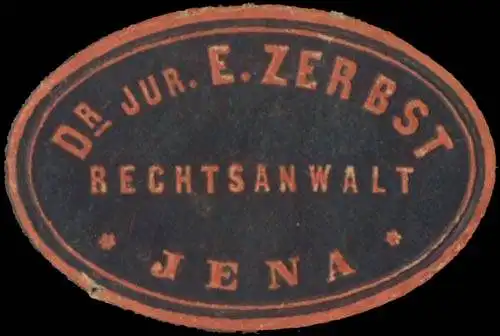 DR JUR. E. ZERBST
RECHTSANWALT
* JENA *